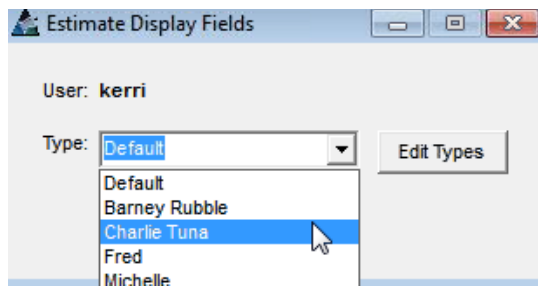 Estimate Display Fields
User: kerri
Type: Default
Edit Types
Default
Barney Rubble
Charlie Tuna
Fred
Michelle